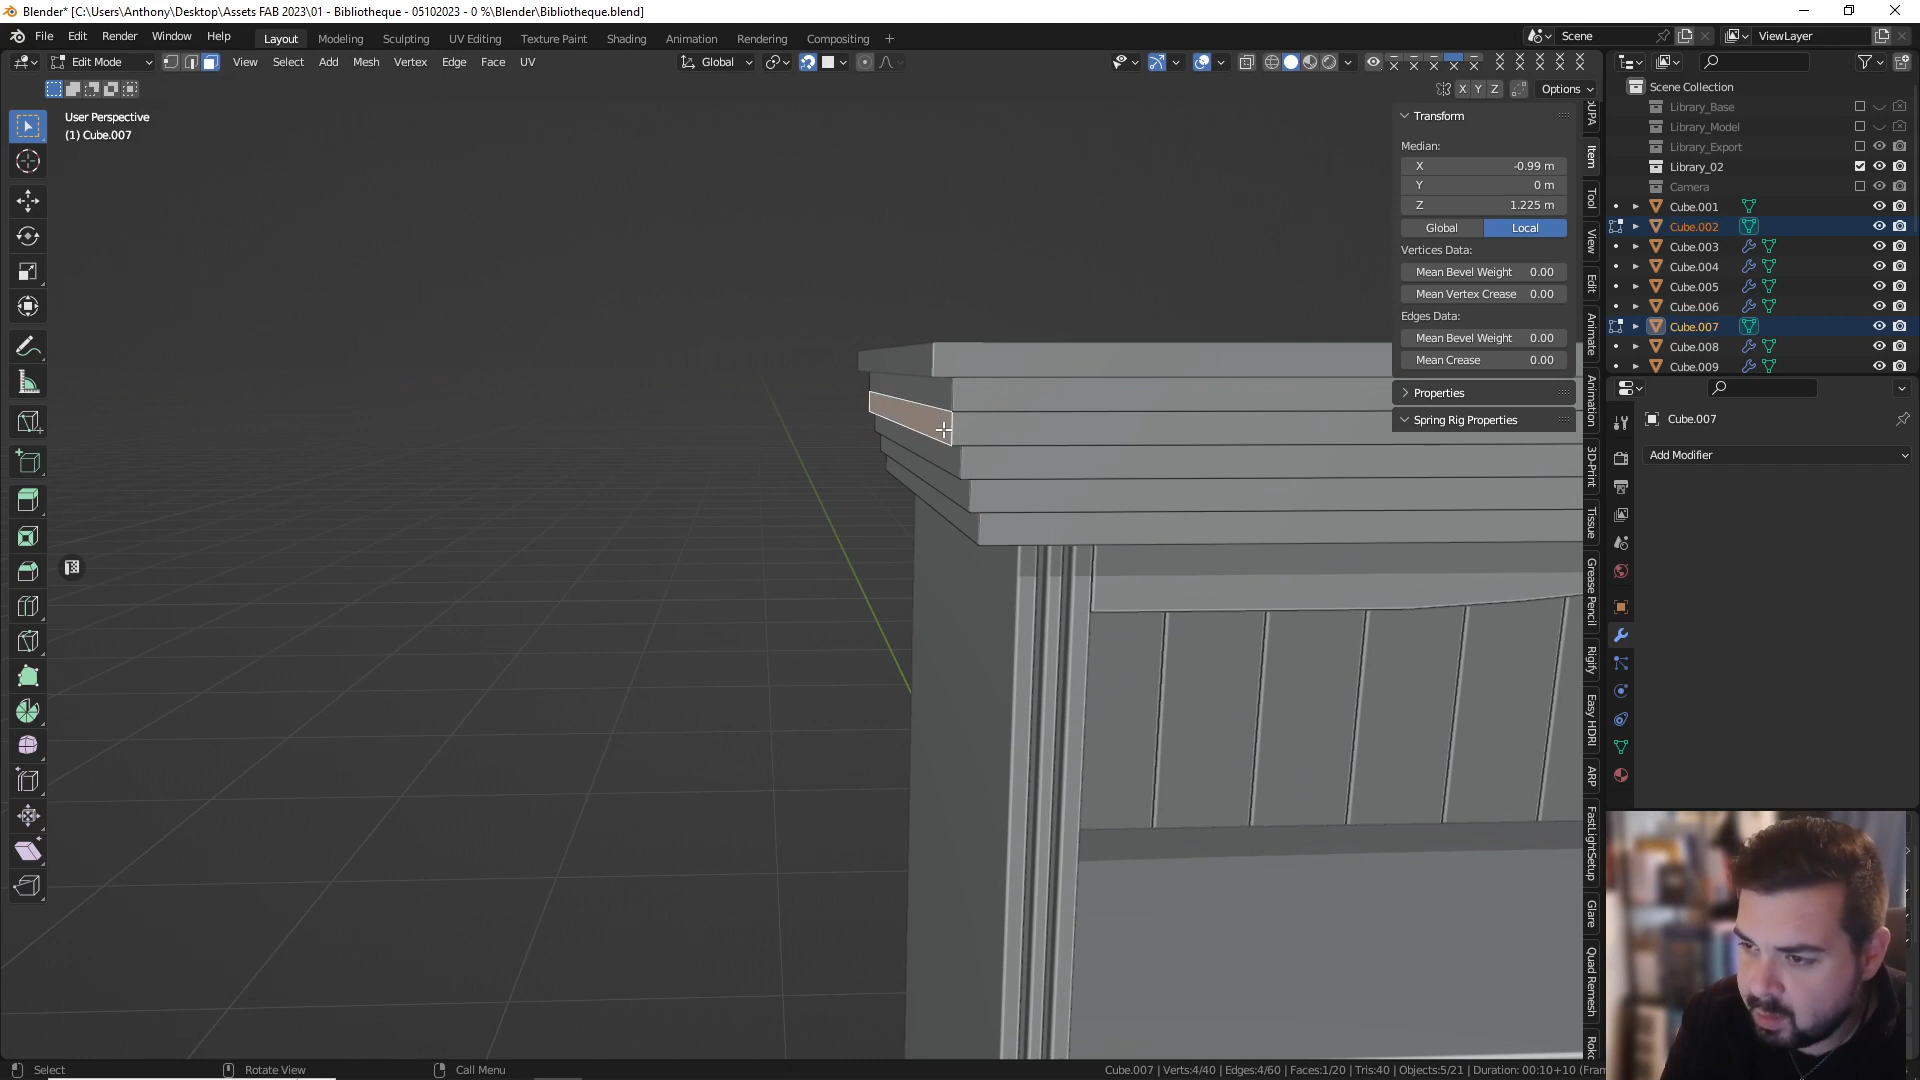 Blender* [C:\Users\Anthony\Desktop\Assets FAB 2023\01 - Bibliotheque - 05102023 - 0 %\Blender\Bibliotheque.blend]
File Edit Render Window Help Layout Modeling Sculpting UV Editing Texture Paint Shading Animation Rendering Compositing + Scene ViewLayer
Edit Mode View Select Add Mesh Vertex Edge Face UV Global
X Y Z Options
User Perspective
(1) Cube.007
Transform
Median:
X -0.99 m
Y 0 m
Z 1.225 m
Global Local
Vertices Data:
Mean Bevel Weight 0.00
Mean Vertex Crease 0.00
Edges Data:
Mean Bevel Weight 0.00
Mean Crease 0.00
Properties
Spring Rig Properties
Item
Tool
View
Edit
Animate
Animation
3D-Print
Tissue
Grease Pencil
Rigify
Easy HDRI
ARP
FastLightSetup
Glare
Quad Remesh
Scene Collection
Library_Base
Library_Model
Library_Export
Library_02
Camera
Cube.001
Cube.002
Cube.003
Cube.004
Cube.005
Cube.006
Cube.007
Cube.008
Cube.009
Cube.007
Add Modifier
Select Rotate View Call Menu Cube.007 | Verts:4/40 | Edges:4/60 | Faces:1/20 | Tris:40 | Objects:5/21 | Duration: 00:10+10 (Fram